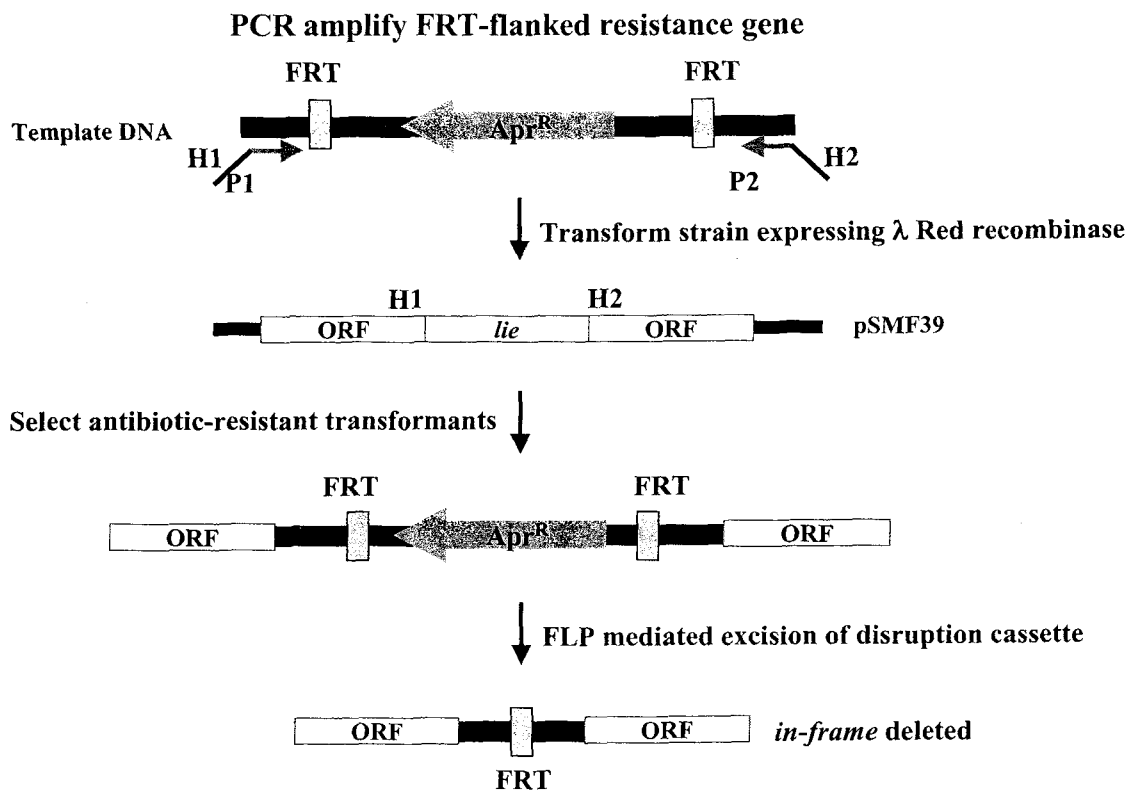 PCR amplify FRT-flanked resistance gene
FRT FRT
Template DNA
Apr^R
H1 H2
P1 P2
Transform strain expressing λ Red recombinase
H1 H2
ORF lie ORF
pSMF39
Select antibiotic-resistant transformants
FRT FRT
ORF Apr^R ORF
FLP mediated excision of disruption cassette
ORF ORF
in-frame deleted
FRT